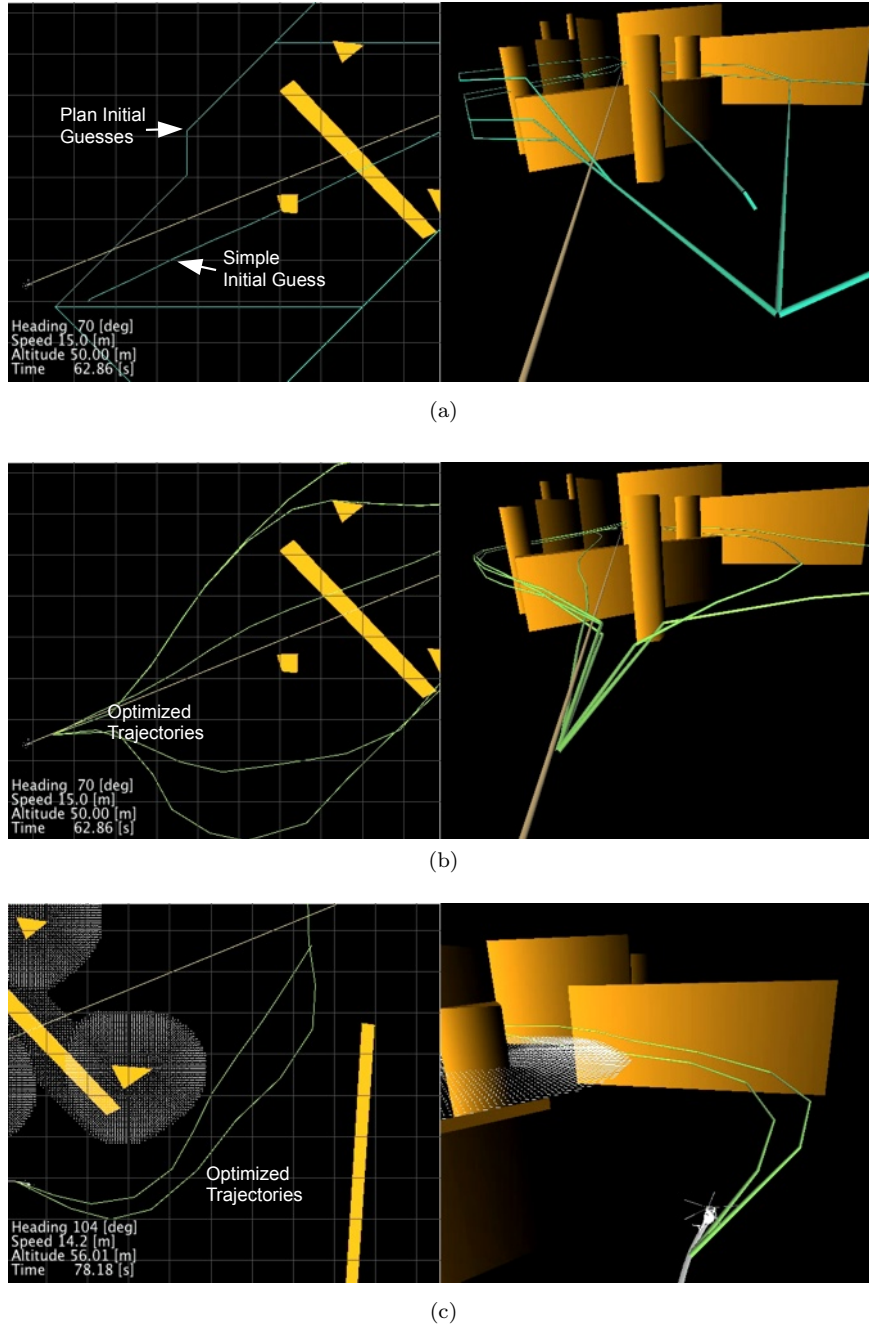 Plan Initial
Guesses
Simple
Initial Guess
Heading 70 [deg]
Speed 15.0 [m]
Altitude 50.00 [m]
Time 62.86 [s]
(a)
Optimized
Trajectories
Heading 70 [deg]
Speed 15.0 [m]
Altitude 50.00 [m]
Time 62.86 [s]
(b)
Optimized
Trajectories
Heading 104 [deg]
Speed 14.2 [m]
Altitude 56.01 [m]
Time 78.18 [s]
(c)